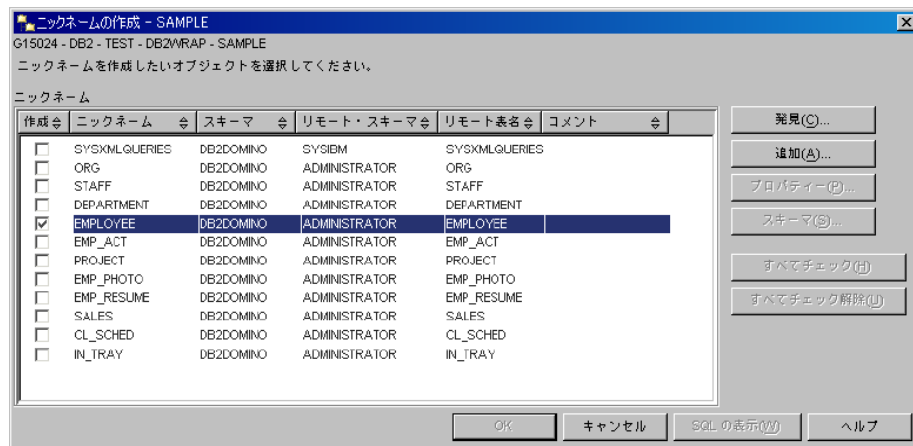 ニックネームの作成 - SAMPLE
G15024 - DB2 - TEST - DB2WRAP - SAMPLE
ニックネームを作成したいオブジェクトを選択してください。
ニックネーム
作成 ニックネーム スキーマ リモート・スキーマ リモート表名 コメント
SYSXMLQUERIES DB2DOMINO SYSIBM SYSXMLQUERIES
ORG DB2DOMINO ADMINISTRATOR ORG
STAFF DB2DOMINO ADMINISTRATOR STAFF
DEPARTMENT DB2DOMINO ADMINISTRATOR DEPARTMENT
EMPLOYEE DB2DOMINO ADMINISTRATOR EMPLOYEE
EMP_ACT DB2DOMINO ADMINISTRATOR EMP_ACT
PROJECT DB2DOMINO ADMINISTRATOR PROJECT
EMP_PHOTO DB2DOMINO ADMINISTRATOR EMP_PHOTO
EMP_RESUME DB2DOMINO ADMINISTRATOR EMP_RESUME
SALES DB2DOMINO ADMINISTRATOR SALES
CL_SCHED DB2DOMINO ADMINISTRATOR CL_SCHED
IN_TRAY DB2DOMINO ADMINISTRATOR IN_TRAY
発見(C)...
追加(A)...
プロパティー(P)...
スキーマ(S)...
すべてチェック(H)
すべてチェック解除(U)
OK キャンセル SQL の表示(W) ヘルプ